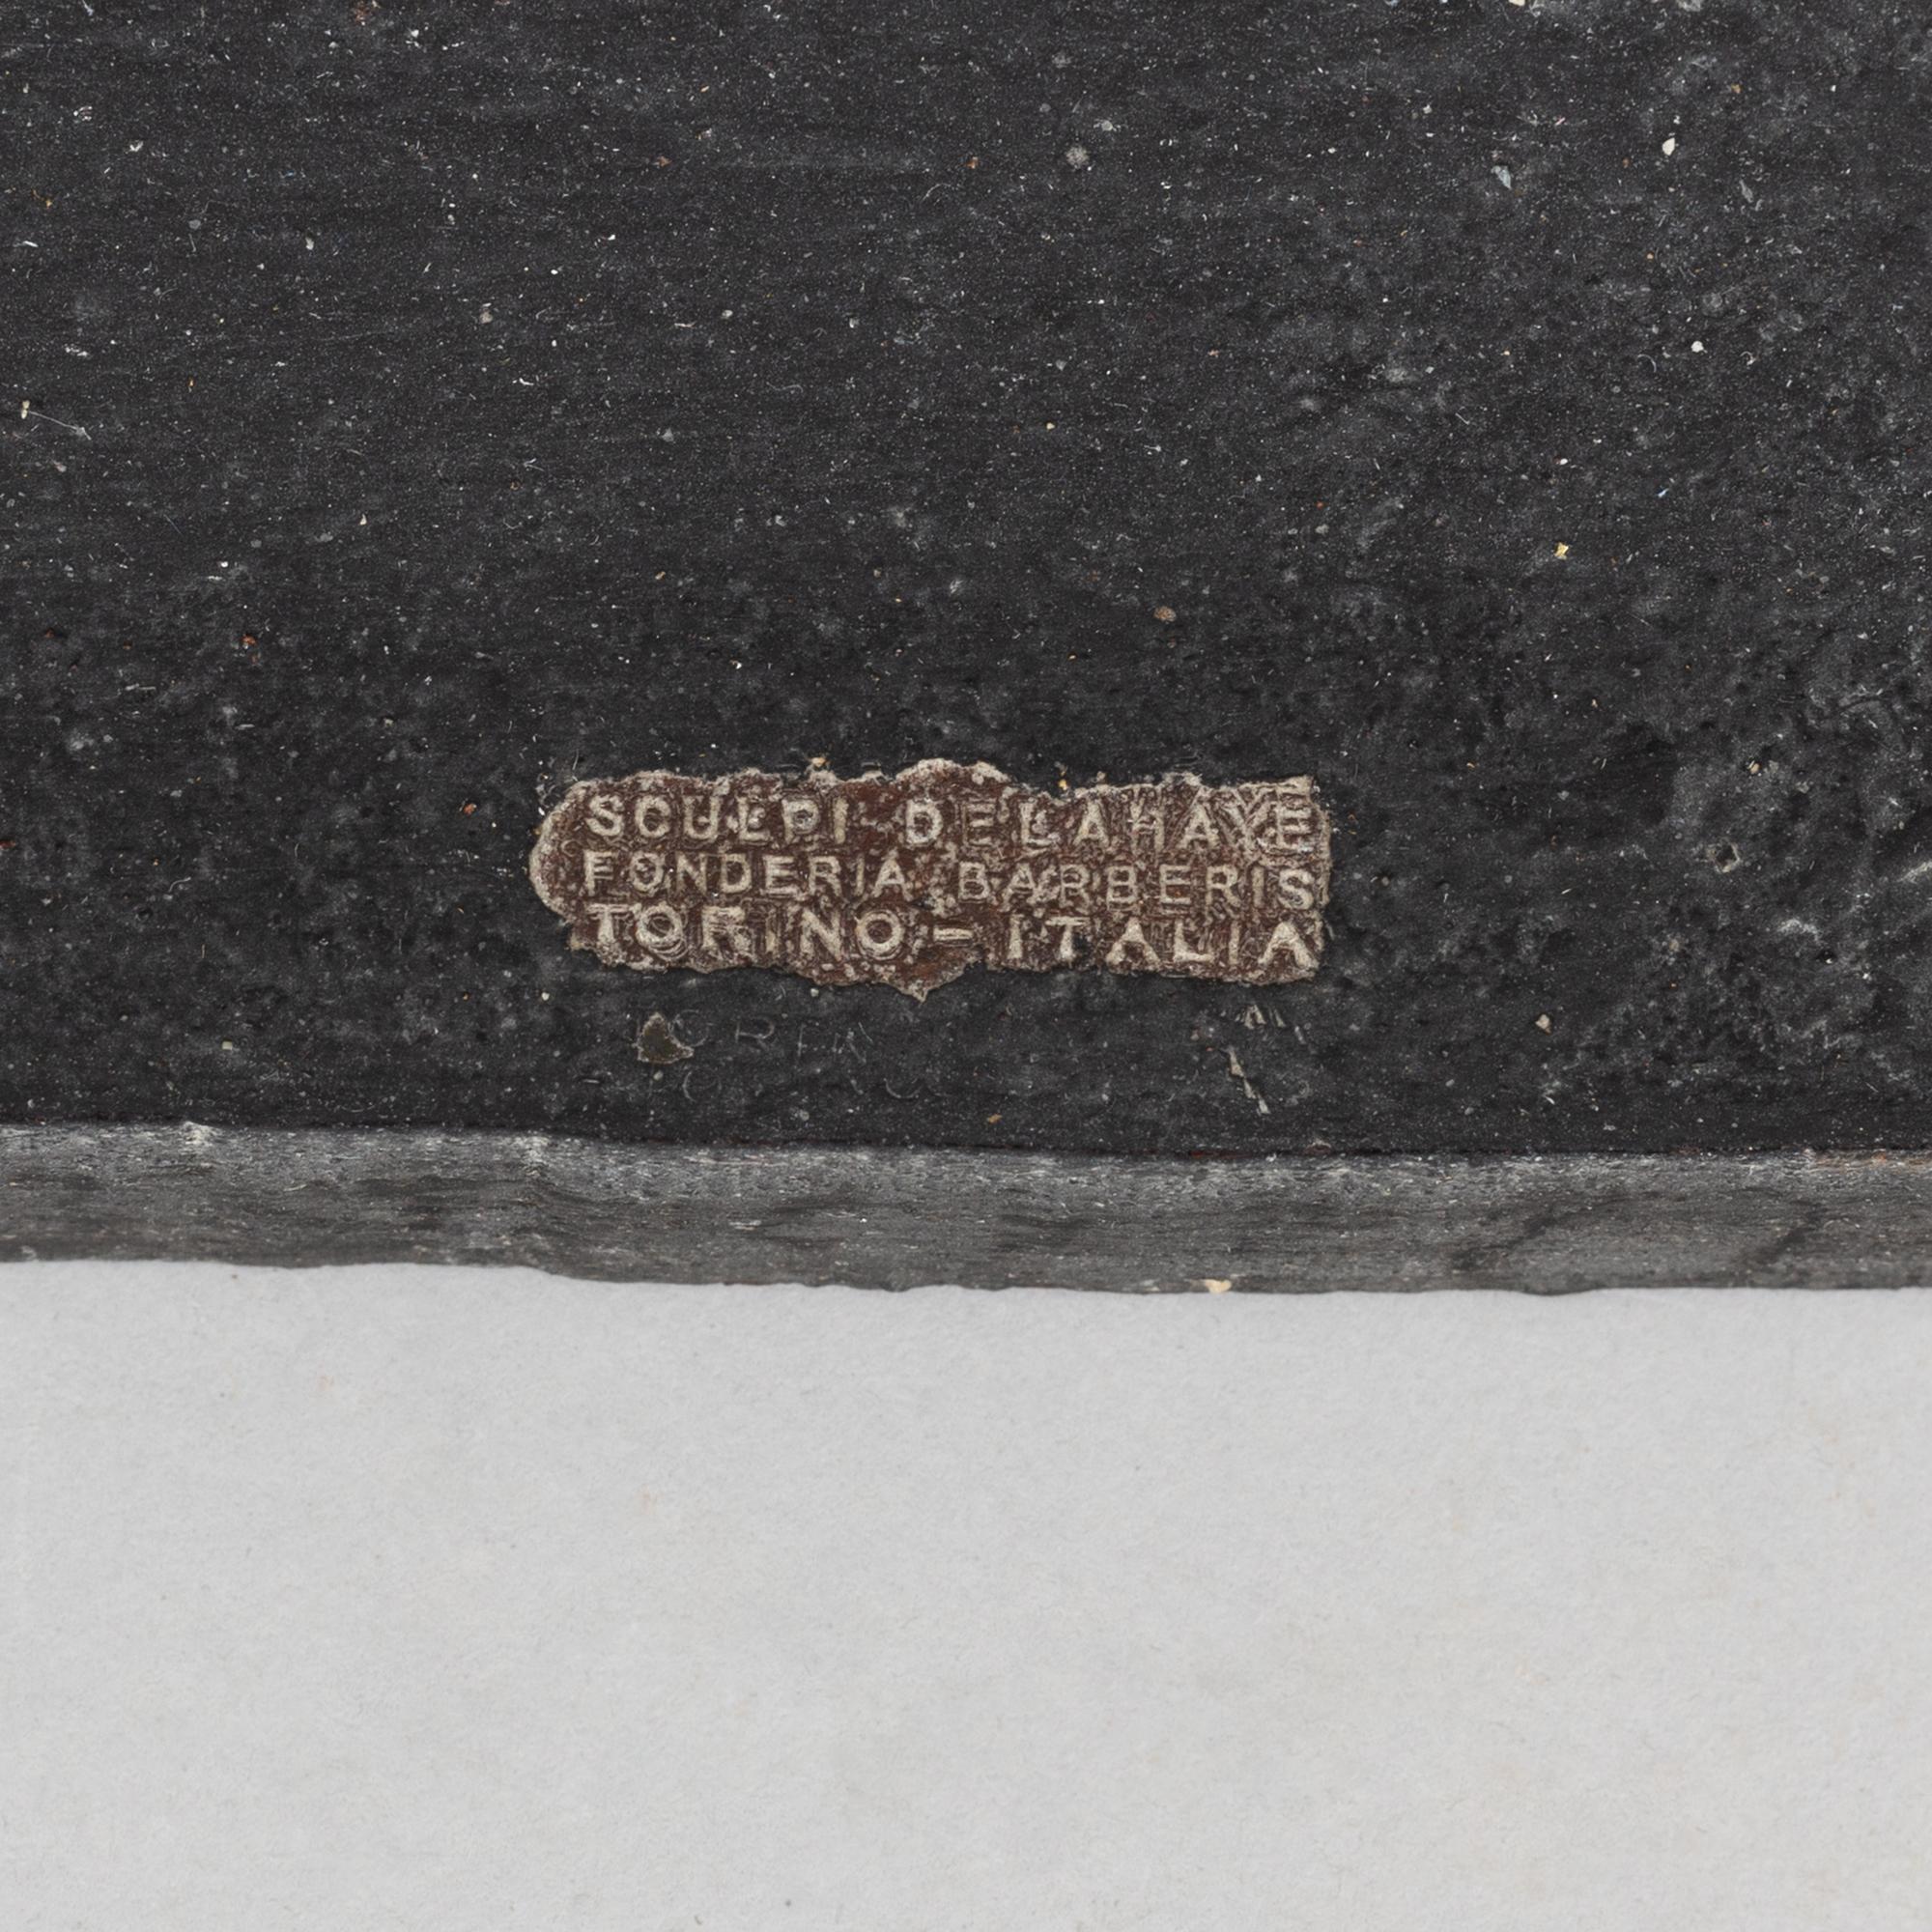 SCULPI DELAHAYE
FONDERIA BARBERIS
TORINO - ITALIA